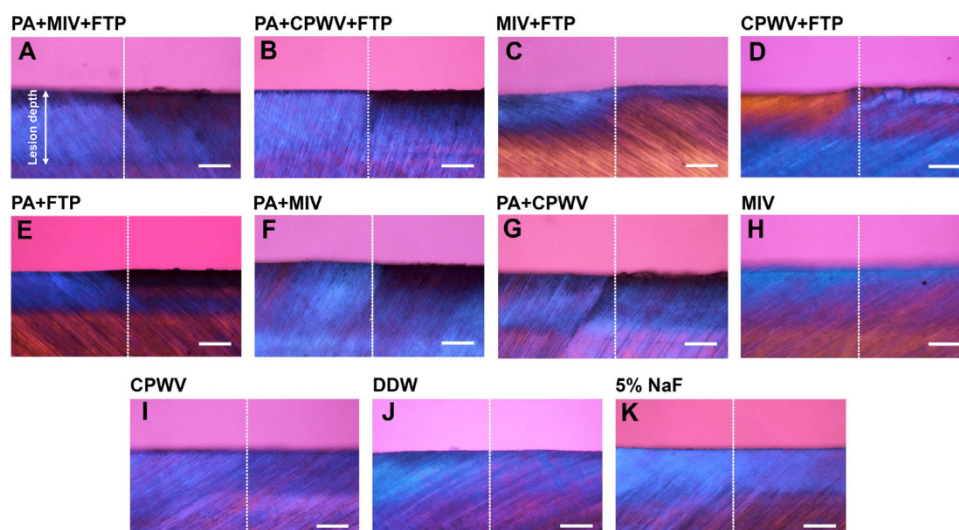 PA+MIV+FTP
PA+CPWV+FTP
MIV+FTP
CPWV+FTP
A
B
C
D
Lesion depth
PA+FTP
PA+MIV
PA+CPWV
MIV
E
F
G
H
CPWV
DDW
5% NaF
I
J
K